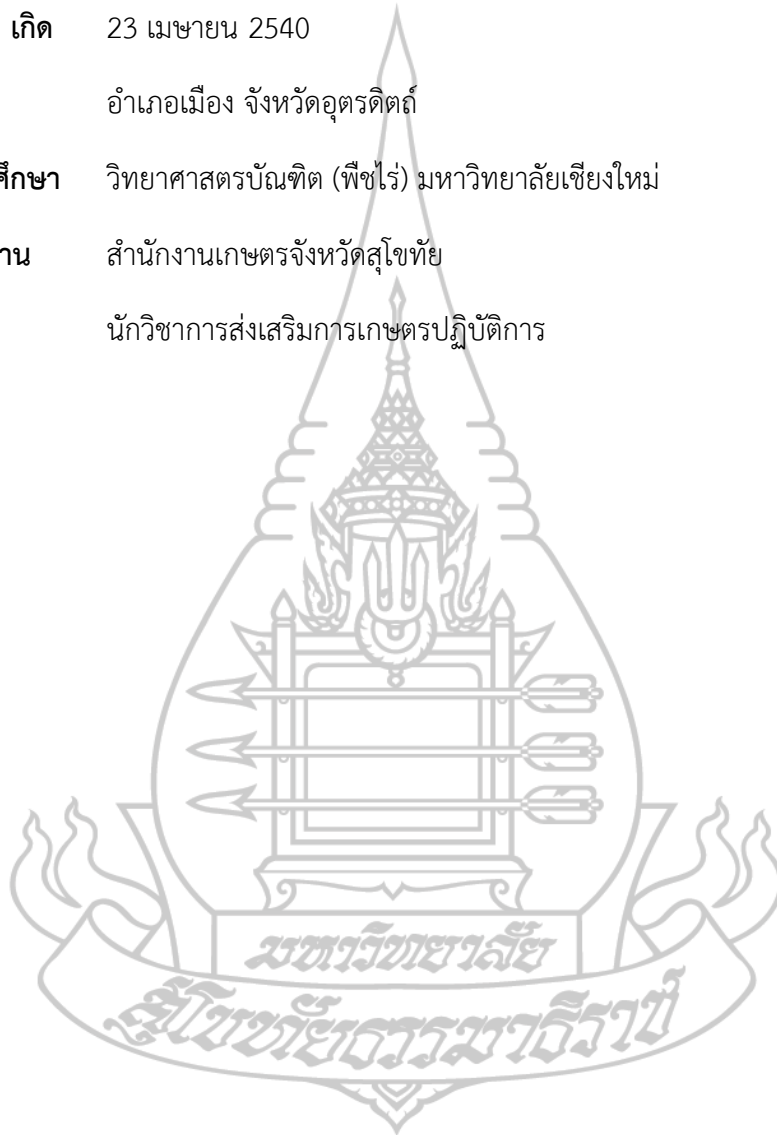 เกิด 23 เมษายน 2540
อำเภอเมือง จังหวัดอุตรดิตถ์
ศึกษา วิทยาศาสตรบัณฑิต (พืชไร่) มหาวิทยาลัยเชียงใหม่
าน สำนักงานเกษตรจังหวัดสุโขทัย
นักวิชาการส่งเสริมการเกษตรปฏิบัติการ
มหาวิทยาลัย
สุโขทัยธรรมาธิราช